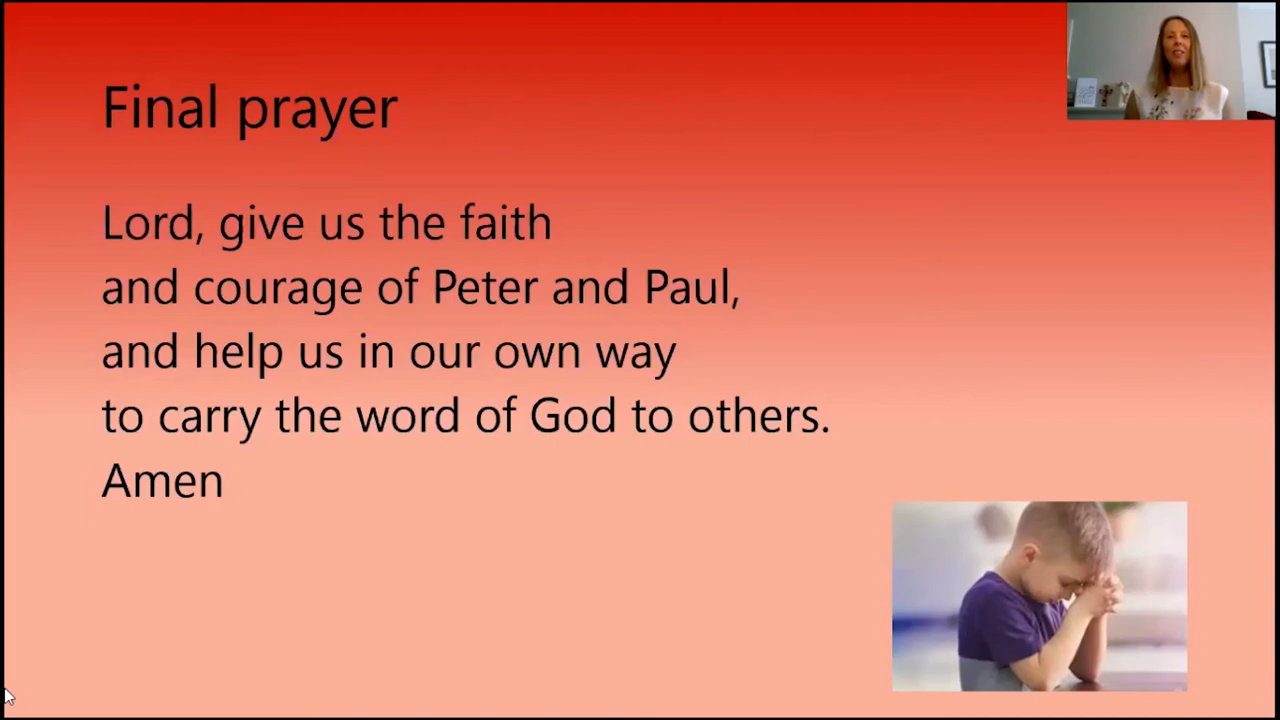 Final prayer
Lord, give us the faith
and courage of Peter and Paul,
and help us in our own way
to carry the word of God to others.
Amen